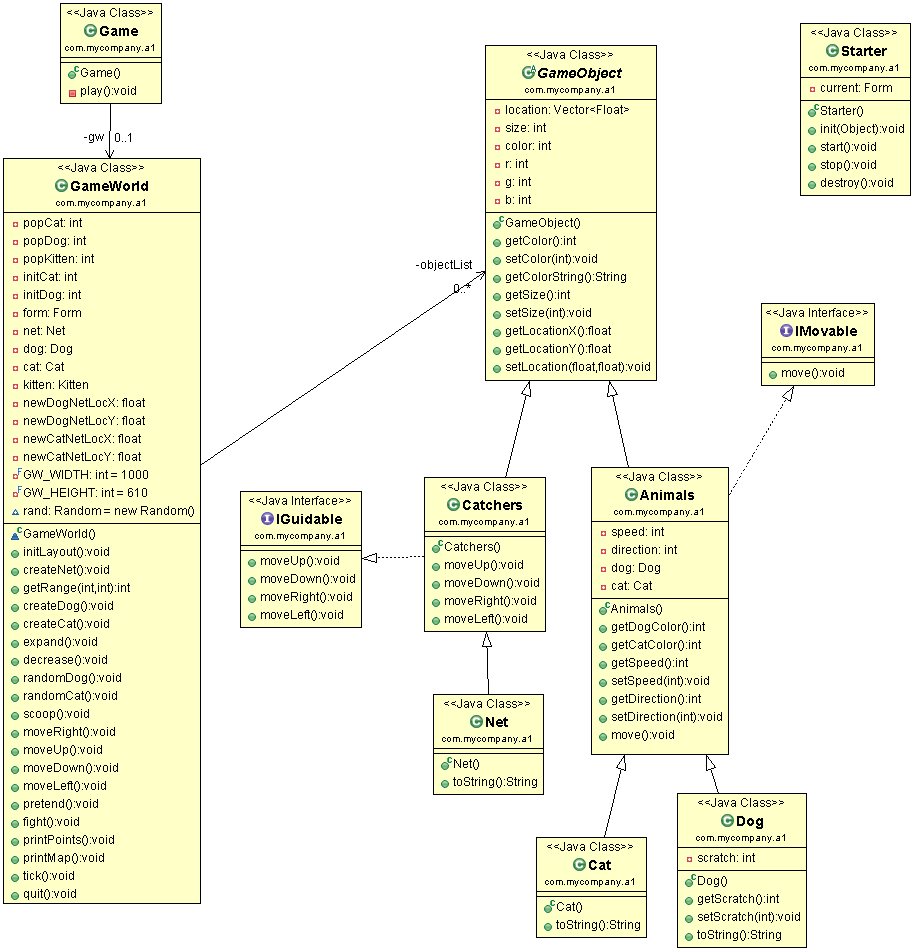 <<Java Class>>
Game
com.mycompany.a1
Game()
play():void
-gw
0..1
<<Java Class>>
GameWorld
com.mycompany.a1
popCat: int
popDog: int
popKitten: int
initCat: int
initDog: int
form: Form
net: Net
dog: Dog
cat: Cat
kitten: Kitten
newDogNetLocX: float
newDogNetLocY: float
newCatNetLocX: float
newCatNetLocY: float
GW_WIDTH: int = 1000
GW_HEIGHT: int = 610
rand: Random = new Random()
GameWorld()
initLayout():void
createNet():void
getRange(int,int):int
createDog():void
createCat():void
expand():void
decrease():void
randomDog():void
randomCat():void
scoop():void
moveRight():void
moveUp():void
moveDown():void
moveLeft():void
pretend():void
fight():void
printPoints():void
printMap():void
tick():void
quit():void
-objectList
0..*
<<Java Class>>
GameObject
com.mycompany.a1
location: Vector<Float>
size: int
color: int
r: int
g: int
b: int
GameObject()
getColor():int
setColor(int):void
getColorString():String
getSize():int
setSize(int):void
getLocationX():float
getLocationY():float
setLocation(float,float):void
<<Java Class>>
Starter
com.mycompany.a1
current: Form
Starter()
init(Object):void
start():void
stop():void
destroy():void
<<Java Interface>>
IMovable
com.mycompany.a1
move():void
<<Java Interface>>
IGuidable
com.mycompany.a1
moveUp():void
moveDown():void
moveRight():void
moveLeft():void
<<Java Class>>
Catchers
com.mycompany.a1
Catchers()
moveUp():void
moveDown():void
moveRight():void
moveLeft():void
<<Java Class>>
Animals
com.mycompany.a1
speed: int
direction: int
dog: Dog
cat: Cat
Animals()
getDogColor():int
getCatColor():int
getSpeed():int
setSpeed(int):void
getDirection():int
setDirection(int):void
move():void
<<Java Class>>
Net
com.mycompany.a1
Net()
toString():String
<<Java Class>>
Cat
com.mycompany.a1
Cat()
toString():String
<<Java Class>>
Dog
com.mycompany.a1
scratch: int
Dog()
getScratch():int
setScratch(int):void
toString():String